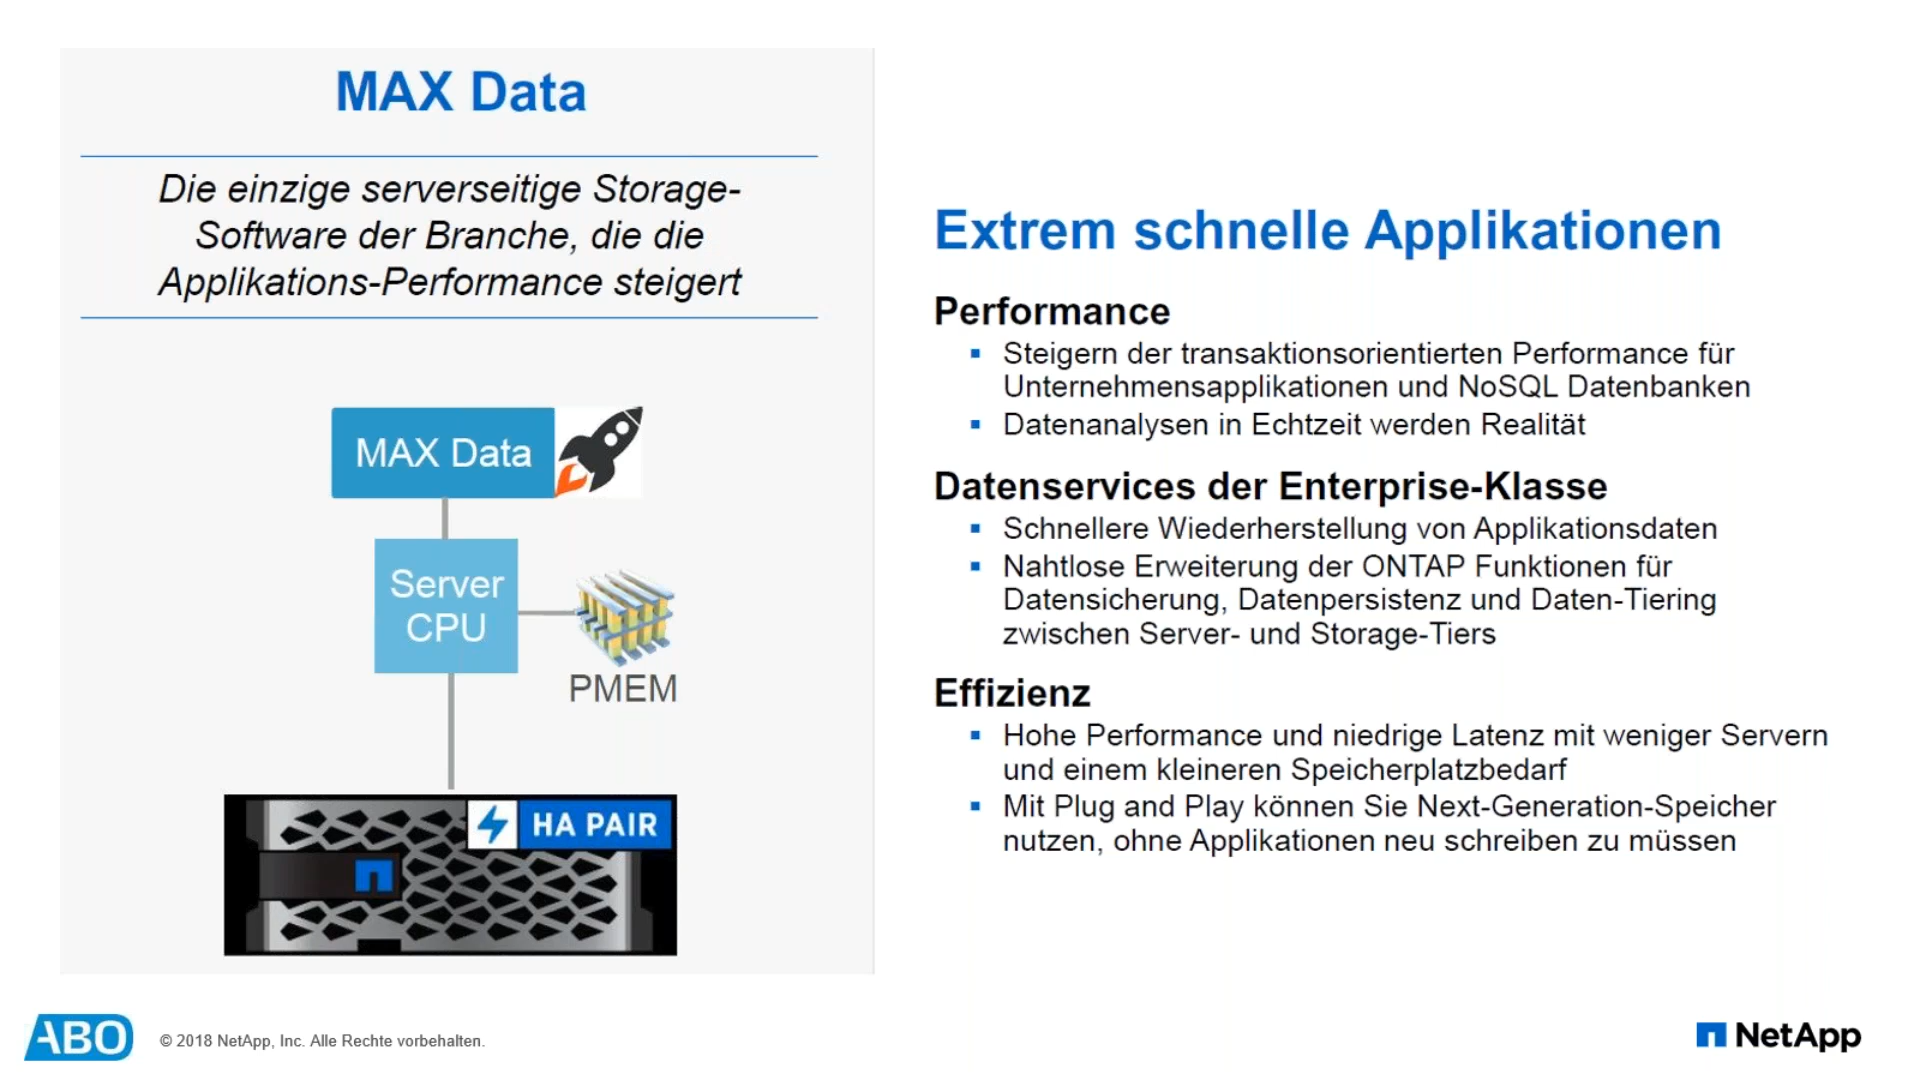 MAX Data
Die einzige serverseitige Storage-
Software der Branche, die die
Applikations-Performance steigert
MAX Data
Server
CPU
PMEM
HA PAIR
Extrem schnelle Applikationen
Performance
▪ Steigern der transaktionsorientierten Performance für
Unternehmensapplikationen und NoSQL Datenbanken
▪ Datenanalysen in Echtzeit werden Realität
Datenservices der Enterprise-Klasse
▪ Schnellere Wiederherstellung von Applikationsdaten
▪ Nahtlose Erweiterung der ONTAP Funktionen für
Datensicherung, Datenpersistenz und Daten-Tiering
zwischen Server- und Storage-Tiers
Effizienz
▪ Hohe Performance und niedrige Latenz mit weniger Servern
und einem kleineren Speicherplatzbedarf
▪ Mit Plug and Play können Sie Next-Generation-Speicher
nutzen, ohne Applikationen neu schreiben zu müssen
ABO
© 2018 NetApp, Inc. Alle Rechte vorbehalten.
NetApp